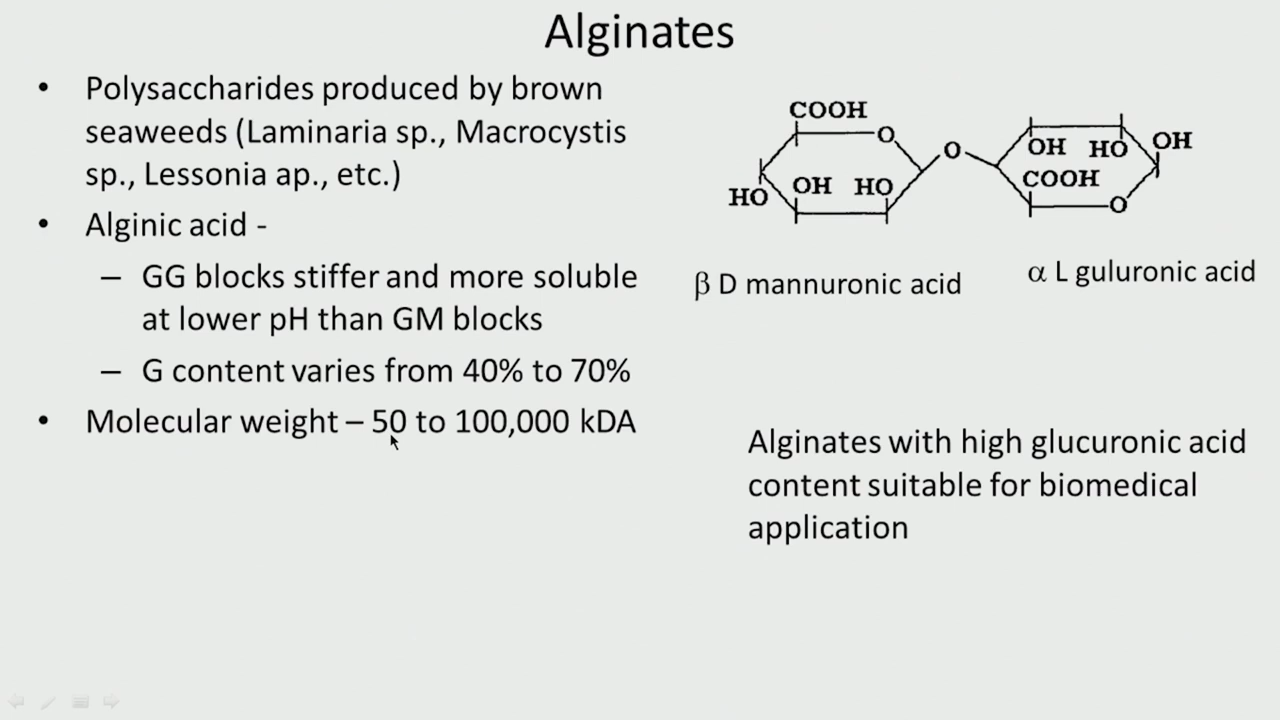 Alginates
• Polysaccharides produced by brown
seaweeds (Laminaria sp., Macrocystis
sp., Lessonia ap., etc.)
• Alginic acid -
– GG blocks stiffer and more soluble
at lower pH than GM blocks
– G content varies from 40% to 70%
• Molecular weight – 50 to 100,000 kDA
COOH
O
HO
OH HO
O
OH HO
OH
COOH
O
β D mannuronic acid
α L guluronic acid
Alginates with high glucuronic acid
content suitable for biomedical
application